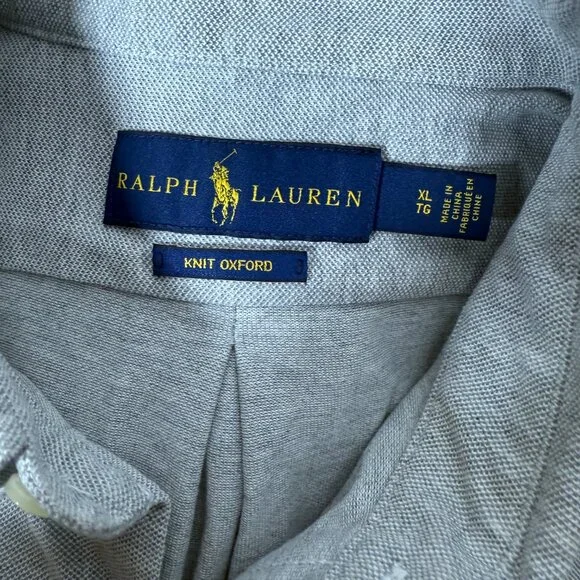 RALPH LAUREN
XL
TG
MADE IN
CHINA
FABRIQUÉ EN
CHINE
KNIT OXFORD